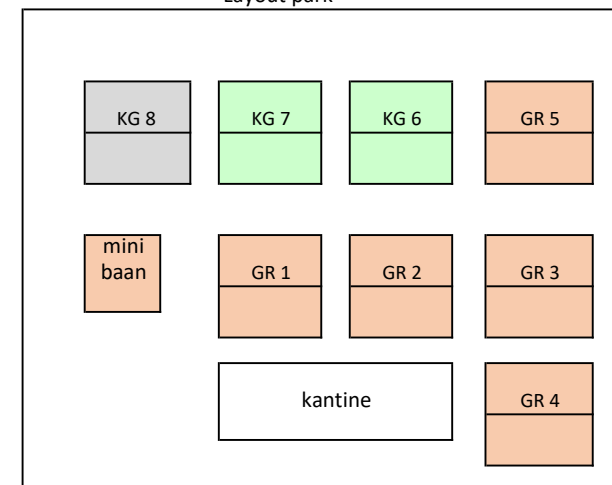 Layout park
KG 8
KG 7
KG 6
GR 5
mini
baan
GR 1
GR 2
GR 3
kantine
GR 4